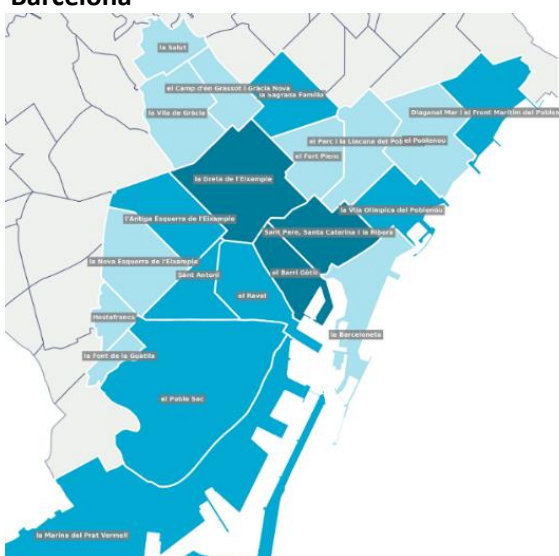 Barcelona
la Salut
el Camp d'en Grassot i Gràcia Nova
la Sagrada Família
la Vila de Gràcia
Diagonal Mar i el Front Marítim del Poblenou
el Parc i la Llacuna del Pob
el Poblenou
el Fort Pienc
la Dreta de l'Eixample
la Vila Olímpica del Poblenou
l'Antiga Esquerra de l'Eixample
Sant Pere, Santa Caterina i la Ribera
la Nova Esquerra de l'Eixample
Sant Antoni
el Barri Gòtic
el Raval
Hostafrancs
la Barceloneta
la Font de la Guatlla
el Poble Sec
la Marina del Prat Vermell